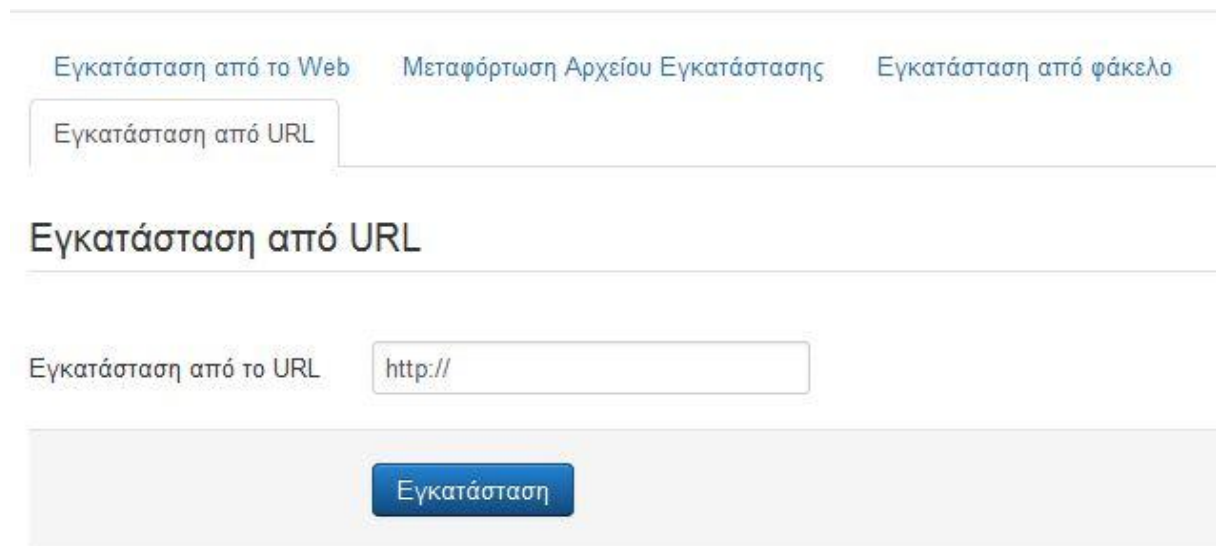 Εγκατάσταση από το Web Μεταφόρτωση Αρχείου Εγκατάστασης Εγκατάσταση από φάκελο
Εγκατάσταση από URL
Εγκατάσταση από URL
Εγκατάσταση από το URL http://
Εγκατάσταση